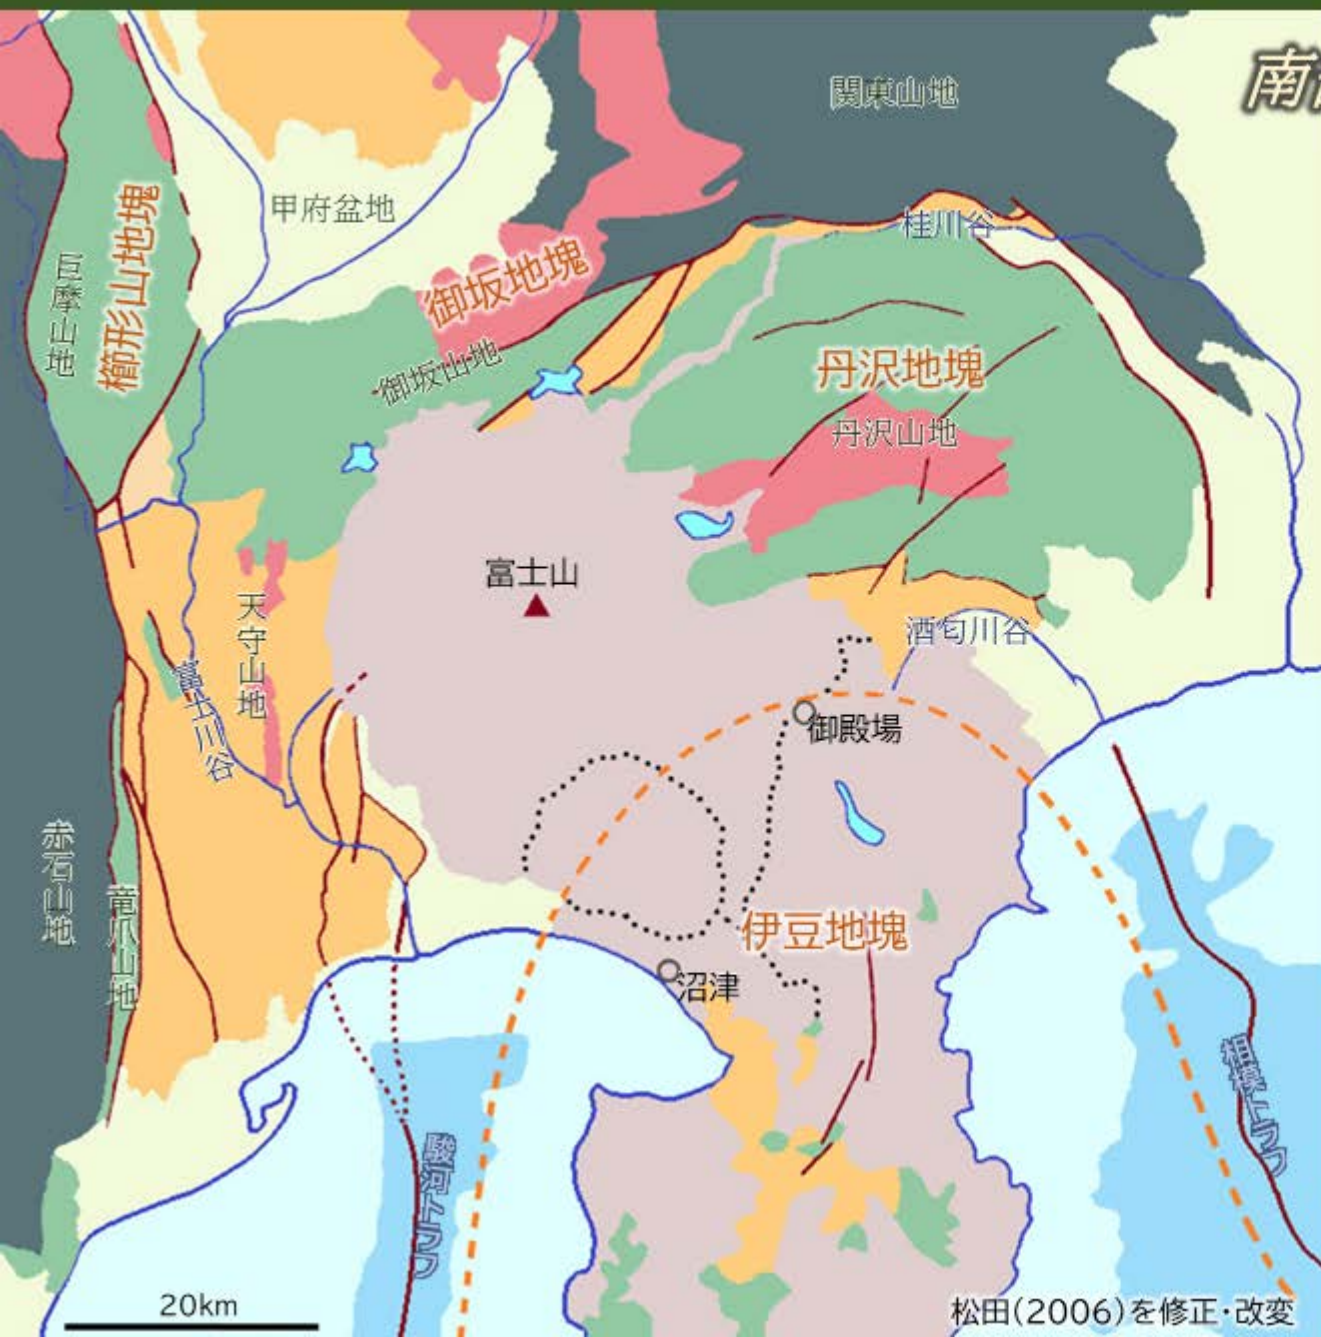 南
関東山地
甲府盆地
桂川谷
櫛形山地塊
巨摩山地
御坂地塊
御坂山地
丹沢地塊
丹沢山地
富士山
天守山地
酒匂川谷
富士川谷
御殿場
赤石山地
竜爪山地
伊豆地塊
沼津
相模トラフ
駿河トラフ
20km
松田(2006)を修正・改変